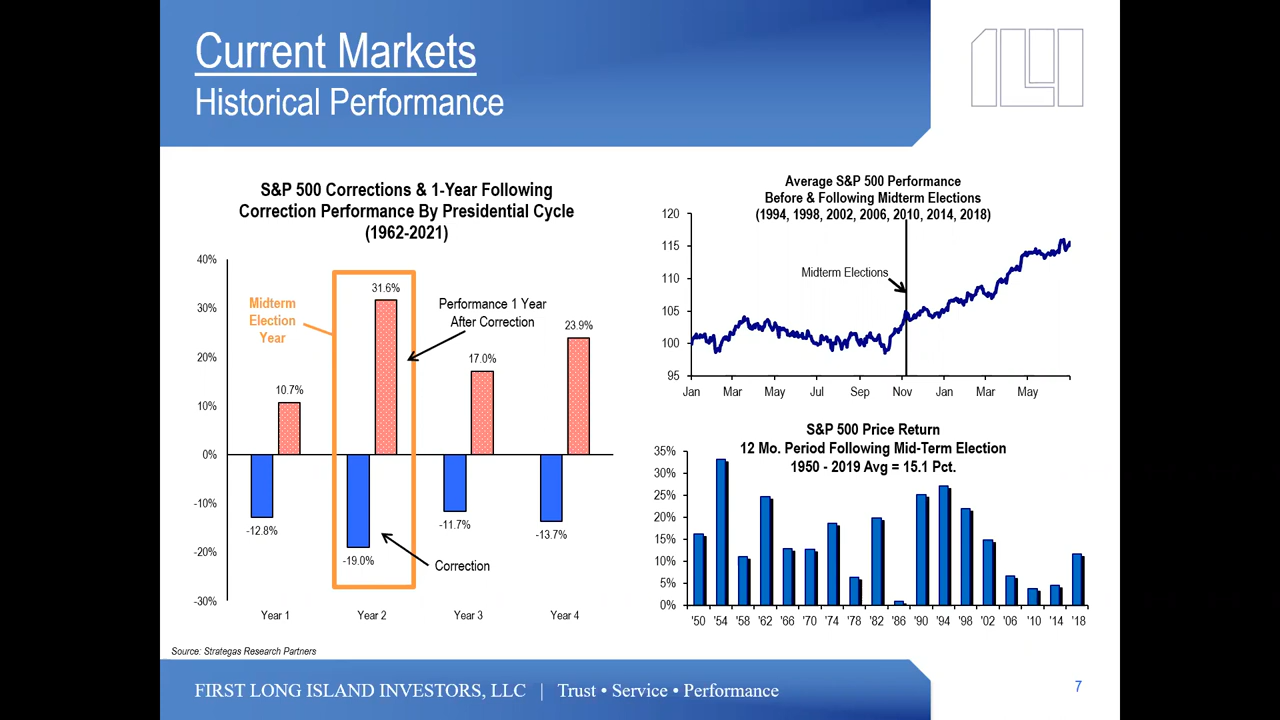 Current Markets
Historical Performance
S&P 500 Corrections & 1-Year Following
Correction Performance By Presidential Cycle
(1962-2021)
40%
30%
20%
10%
0%
-10%
-20%
-30%
Midterm
Election
Year
10.7%
31.6%
17.0%
23.9%
Performance 1 Year
After Correction
-12.8%
-19.0%
-11.7%
-13.7%
Correction
Year 1
Year 2
Year 3
Year 4
Average S&P 500 Performance
Before & Following Midterm Elections
(1994, 1998, 2002, 2006, 2010, 2014, 2018)
120
115
110
105
100
95
Midterm Elections
Jan Mar May Jul Sep Nov Jan Mar May
S&P 500 Price Return
12 Mo. Period Following Mid-Term Election
1950 - 2019 Avg = 15.1 Pct.
35%
30%
25%
20%
15%
10%
5%
0%
'50 '54 '58 '62 '66 '70 '74 '78 '82 '86 '90 '94 '98 '02 '06 '10 '14 '18
Source: Strategas Research Partners
FIRST LONG ISLAND INVESTORS, LLC | Trust • Service • Performance
7